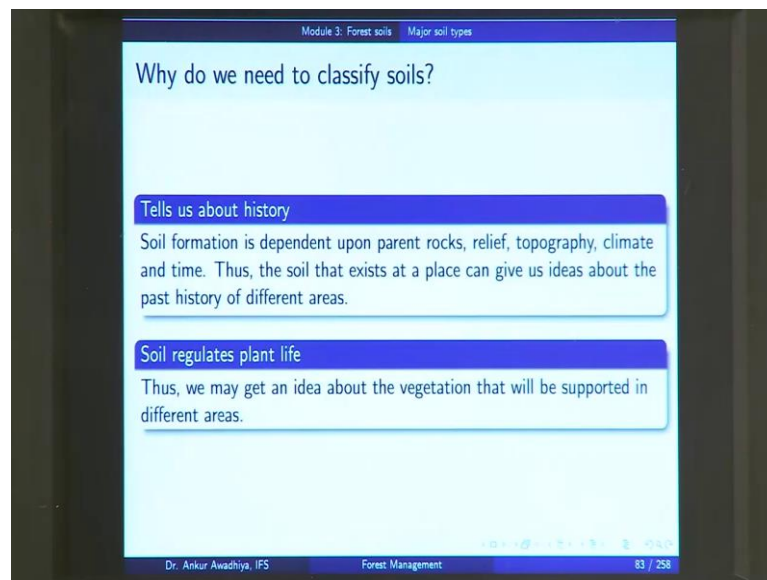 Module 3: Forest soils Major soil types
Why do we need to classify soils?
Tells us about history
Soil formation is dependent upon parent rocks, relief, topography, climate
and time. Thus, the soil that exists at a place can give us ideas about the
past history of different areas.
Soil regulates plant life
Thus, we may get an idea about the vegetation that will be supported in
different areas.
Dr. Ankur Awadhiya, IFS Forest Management 83 / 258